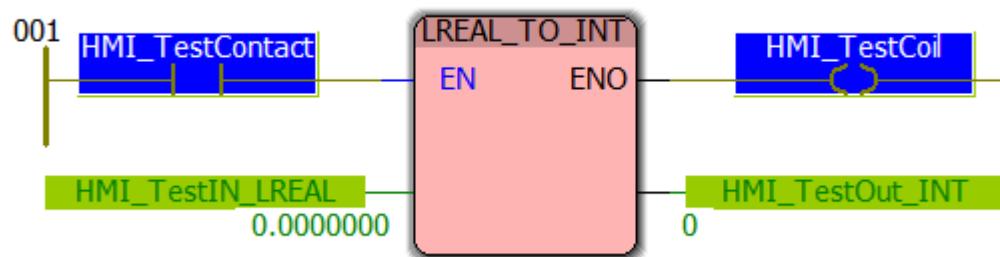 001
HMI_TestContact
LREAL_TO_INT
HMI_TestCoil
EN ENO
HMI_TestIN_LREAL
HMI_TestOut_INT
0.0000000
0